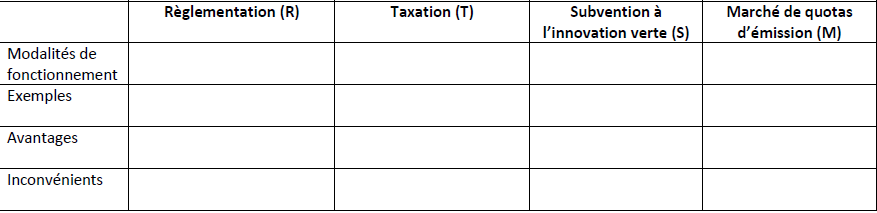 Règlementation (R) Taxation (T) Subvention à
l’innovation verte (S) Marché de quotas
d’émission (M)
Modalités de
fonctionnement
Exemples
Avantages
Inconvénients